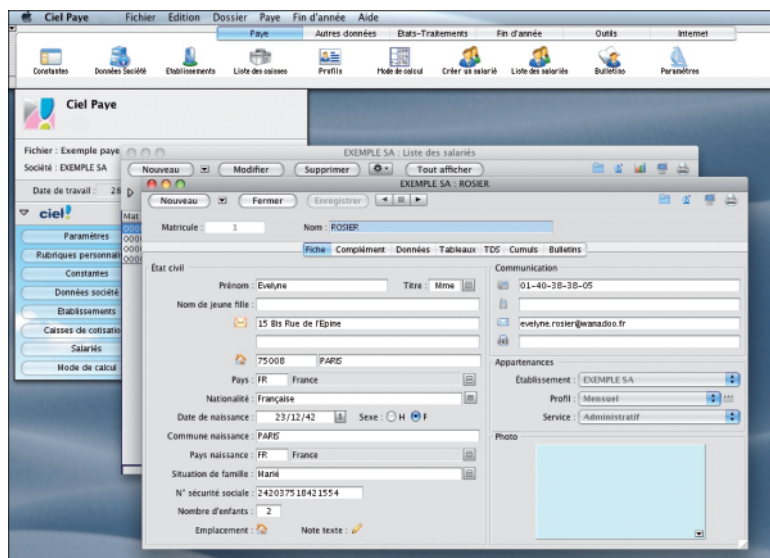 Ciel Paye Fichier Edition Dossier Paye Fin d'année Aide
Paye Autres données Etats-Traitements Fin d'année Outils Internet
Constantes Données Société Etablissements Liste des caisses Profils Mode de calcul Créer un salarié Liste des salariés Bulletins Paramètres
Ciel Paye
Fichier : Exemple paye
Société : EXEMPLE SA
Date de travail : 28
ciel!
Paramètres
Rubriques personnali
Constantes
Données société
Etablissements
Caisses de cotisatio
Salariés
Mode de calcul
EXEMPLE SA : Liste des salariés
Nouveau Modifier Supprimer Tout afficher
Mat
EXEMPLE SA : ROSIER
Nouveau Fermer Enregistrer
Matricule : 1 Nom : ROSIER
Fiche Complément Données Tableaux TDS Cumuls Bulletins
État civil
Prénom : Evelyne Titre : Mme
Nom de jeune fille :
15 Bis Rue de l'Epine
75008 PARIS
Pays : FR France
Nationalité : Française
Date de naissance : 23/12/42 Sexe : H F
Commune naissance : PARIS
Pays naissance : FR France
Situation de famille : Marié
N° sécurité sociale : 242037518421554
Nombre d'enfants : 2
Emplacement : Note texte :
Communication
01-40-38-38-05
evelyne.rosier@wanadoo.fr
Appartenances
Établissement : EXEMPLE SA
Profil : Mensuel
Service : Administratif
Photo